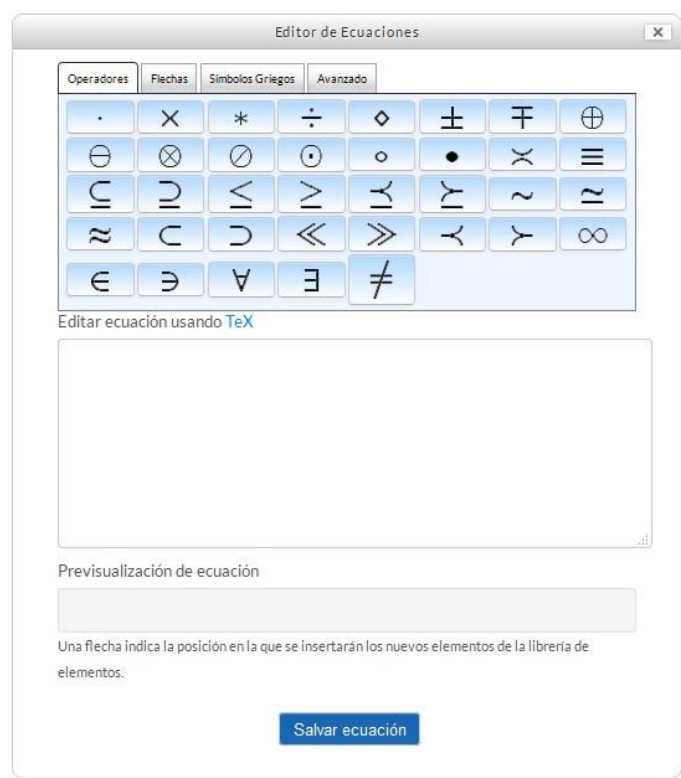 Editor de Ecuaciones
Operadores Flechas Símbolos Griegos Avanzado
· × * ÷ ⋄ ± ∓ ⊕
⊖ ⊗ ⊘ ⊙ ∘ • ≍ ≡
⊆ ⊇ ≤ ≥ ⪯ ⪰ ∼ ≃
≈ ⊂ ⊃ ≪ ≫ ≺ ≻ ∞
∈ ∋ ∀ ∃ ≠
Editar ecuación usando TeX
Previsualización de ecuación
Una flecha indica la posición en la que se insertarán los nuevos elementos de la librería de
elementos.
Salvar ecuación